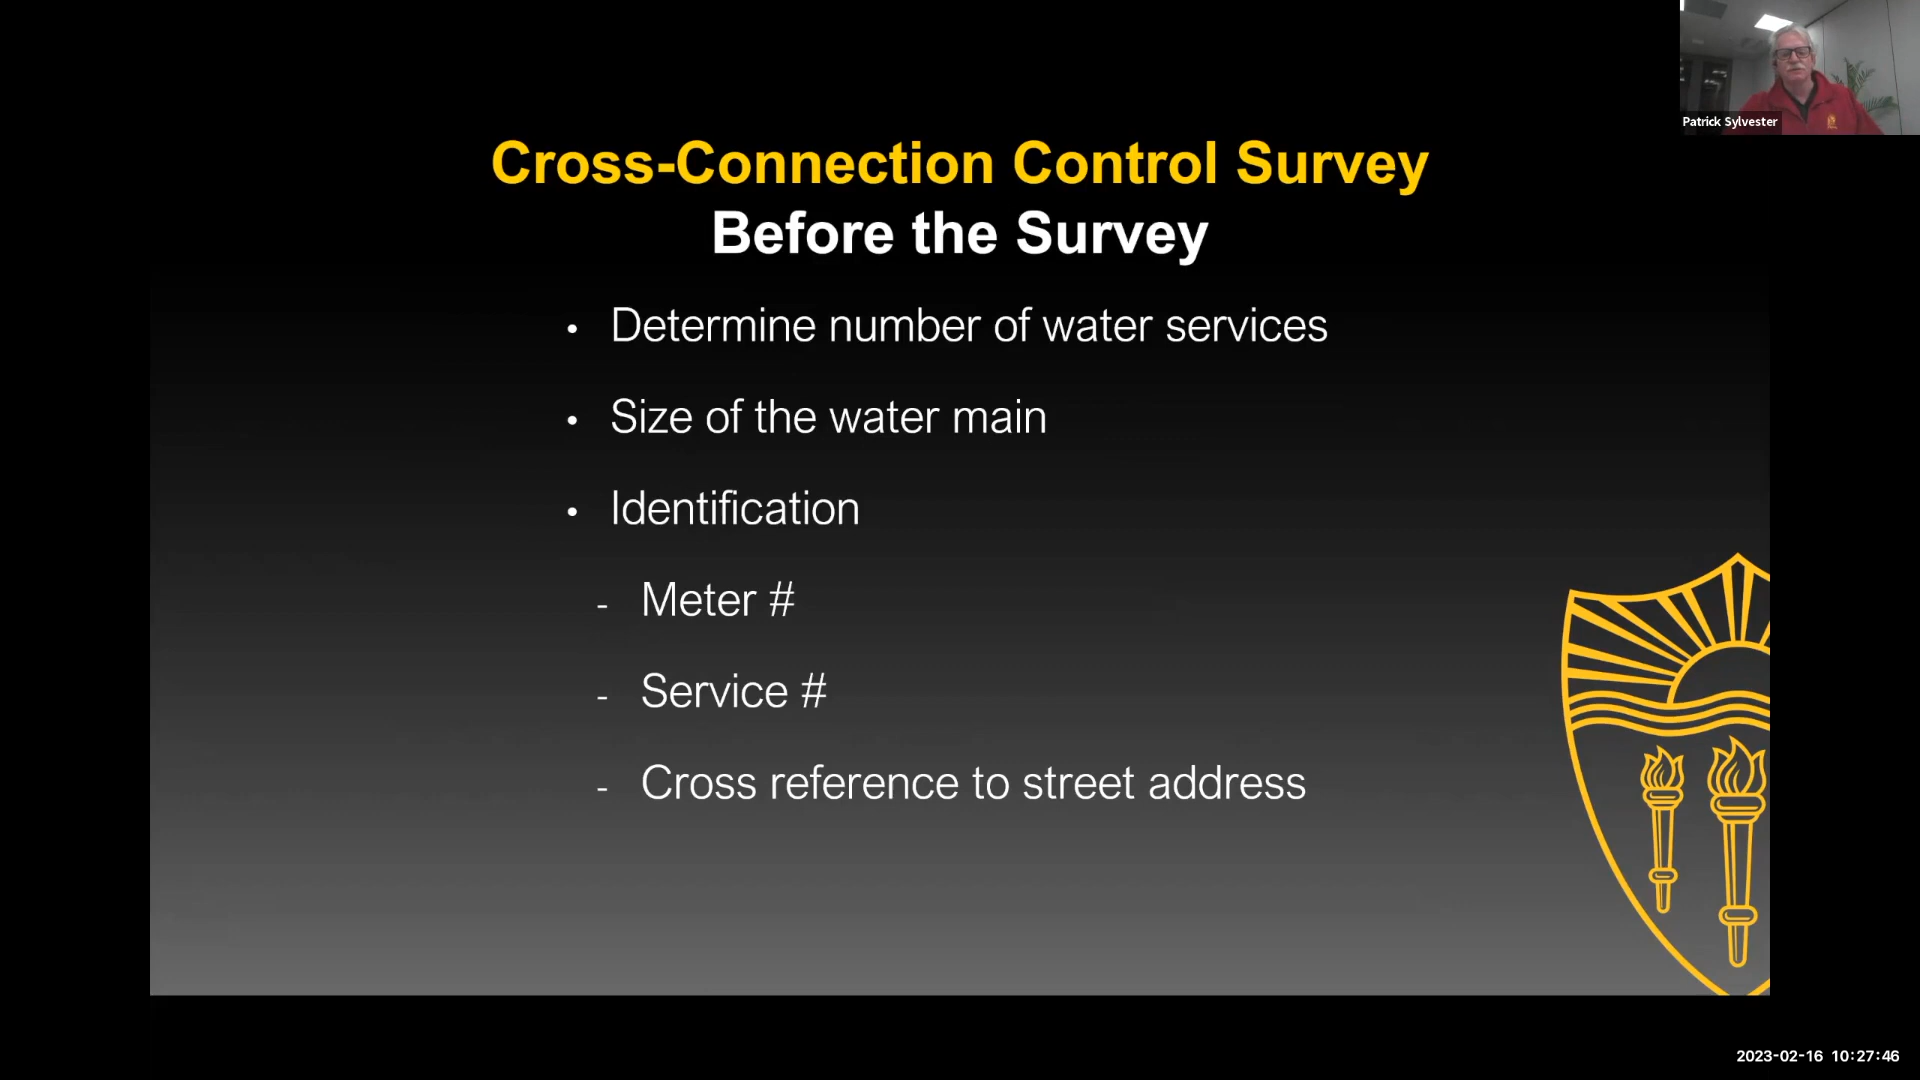 Patrick Sylvester
Cross-Connection Control Survey
Before the Survey
• Determine number of water services
• Size of the water main
• Identification
- Meter #
- Service #
- Cross reference to street address
2023-02-16 10:27:46